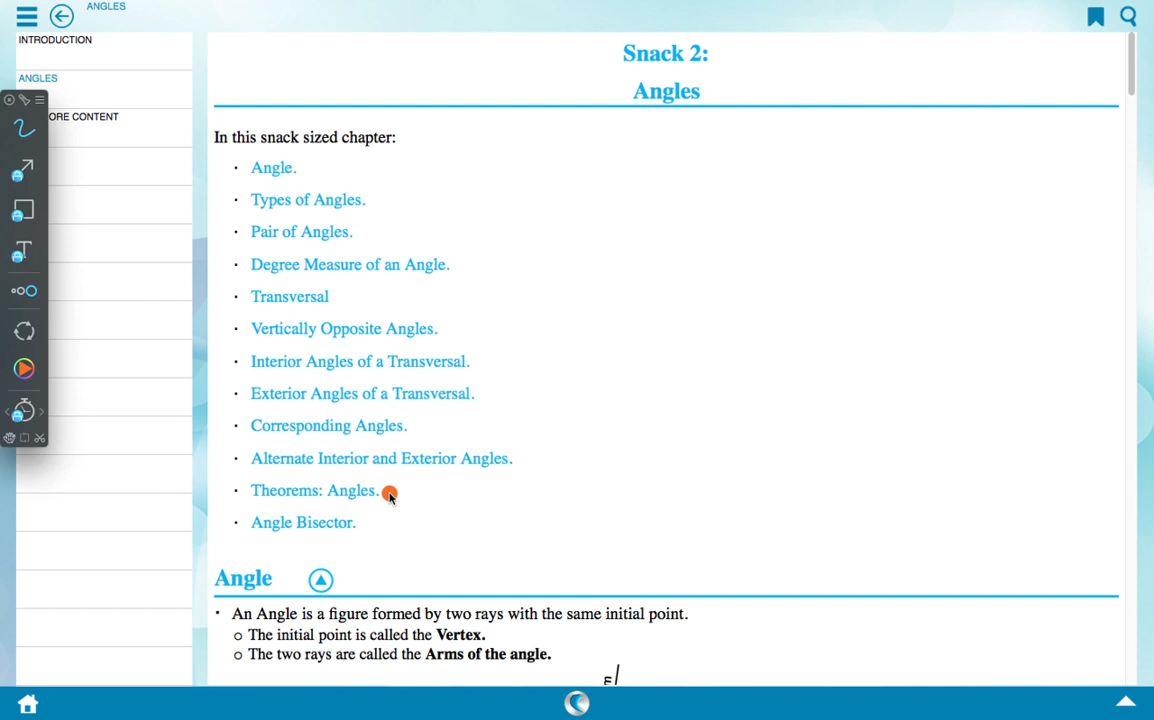 ANGLES
INTRODUCTION
ANGLES
ORE CONTENT
Snack 2:
Angles
In this snack sized chapter:
· Angle.
· Types of Angles.
· Pair of Angles.
· Degree Measure of an Angle.
· Transversal
· Vertically Opposite Angles.
· Interior Angles of a Transversal.
· Exterior Angles of a Transversal.
· Corresponding Angles.
· Alternate Interior and Exterior Angles.
· Theorems: Angles.
· Angle Bisector.
Angle
· An Angle is a figure formed by two rays with the same initial point.
o The initial point is called the Vertex.
o The two rays are called the Arms of the angle.